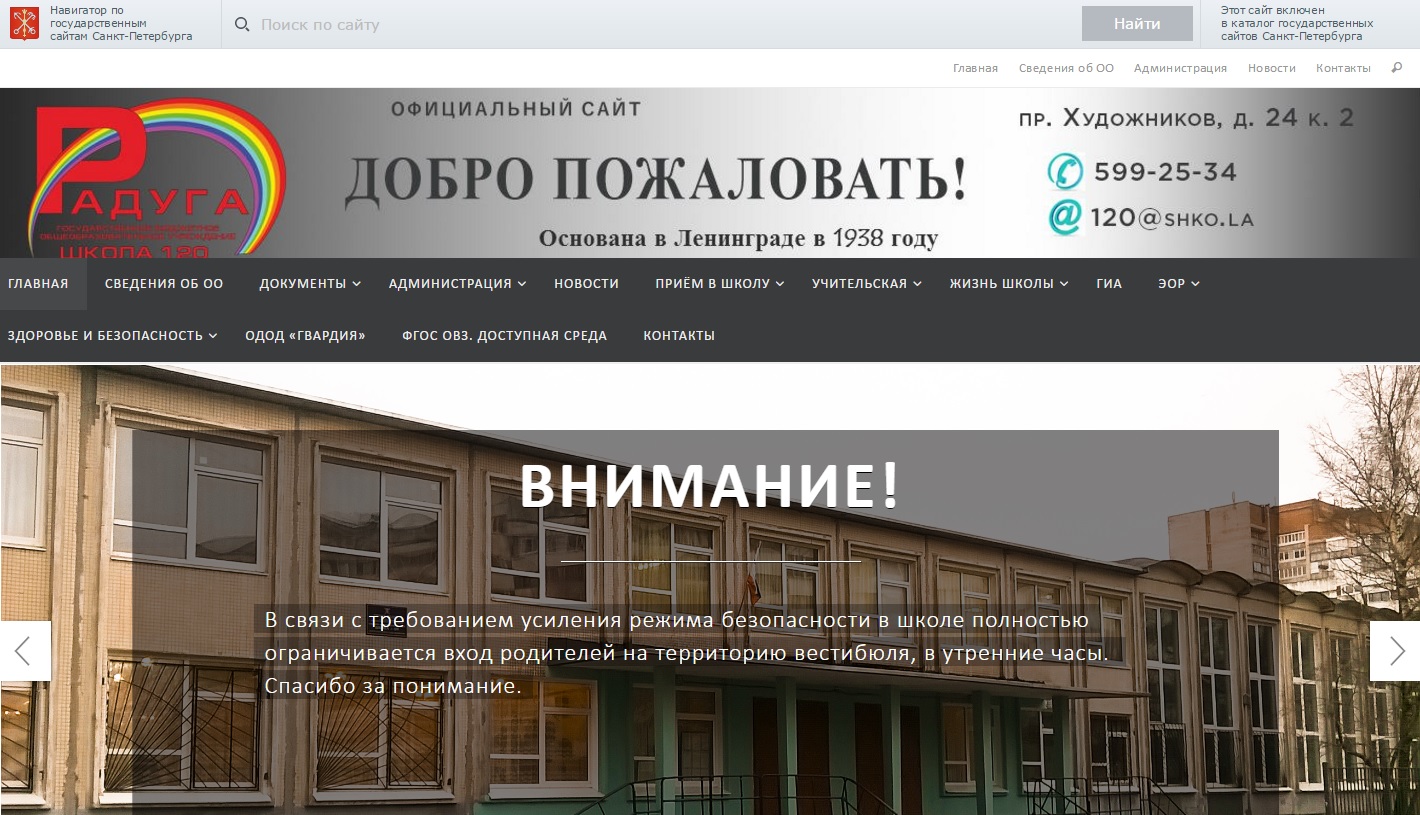 Навигатор по
государственным
сайтам Санкт-Петербурга
Поиск по сайту
Найти
Этот сайт включен
в каталог государственных
сайтов Санкт-Петербурга
Главная Сведения об ОО Администрация Новости Контакты
РАДУГА
ГОСУДАРСТВЕННОЕ БЮДЖЕТНОЕ
ОБЩЕОБРАЗОВАТЕЛЬНОЕ УЧРЕЖДЕНИЕ
ШКОЛА 120
ОФИЦИАЛЬНЫЙ САЙТ
ДОБРО ПОЖАЛОВАТЬ!
Основана в Ленинграде в 1938 году
пр. Художников, д. 24 к. 2
599-25-34
120@SHKO.LA
ГЛАВНАЯ СВЕДЕНИЯ ОБ ОО ДОКУМЕНТЫ АДМИНИСТРАЦИЯ НОВОСТИ ПРИЁМ В ШКОЛУ УЧИТЕЛЬСКАЯ ЖИЗНЬ ШКОЛЫ ГИА ЭОР
ЗДОРОВЬЕ И БЕЗОПАСНОСТЬ ОДОД «ГВАРДИЯ» ФГОС ОВЗ. ДОСТУПНАЯ СРЕДА КОНТАКТЫ
ВНИМАНИЕ!
В связи с требованием усиления режима безопасности в школе полностью
ограничивается вход родителей на территорию вестибюля, в утренние часы.
Спасибо за понимание.